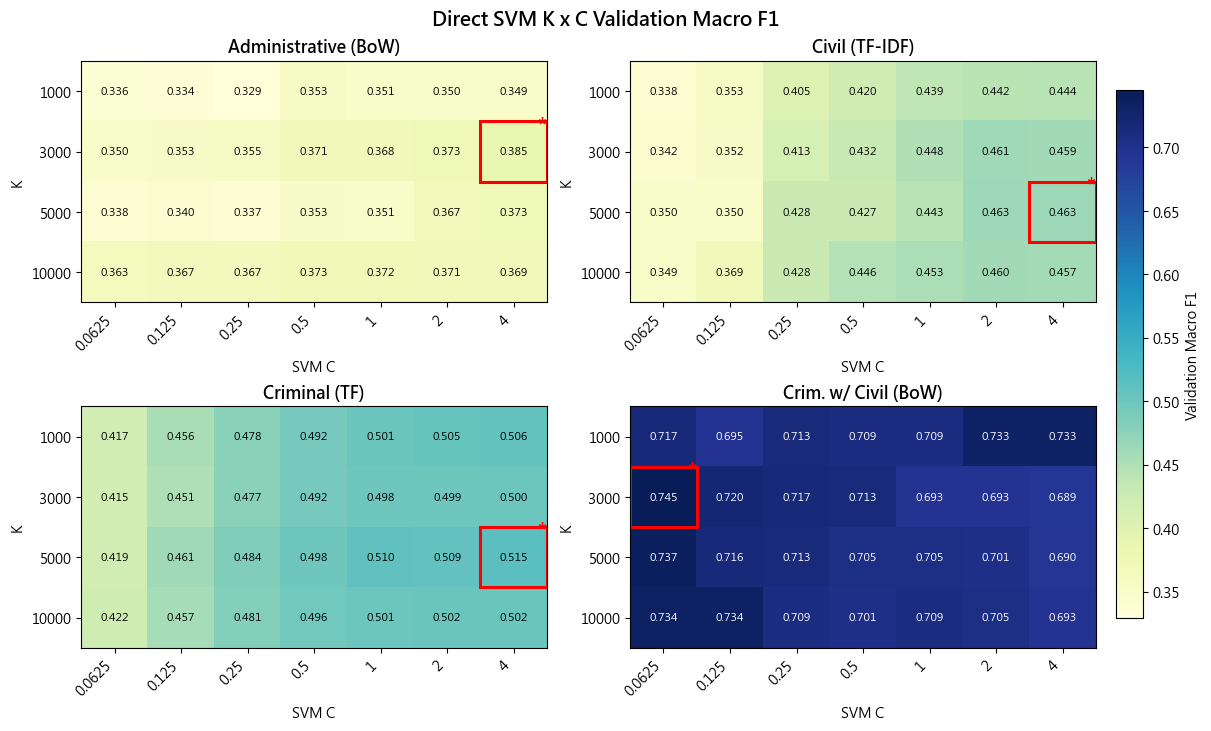 Direct SVM K x C Validation Macro F1
Administrative (BoW)
1000 0.336 0.334 0.329 0.353 0.351 0.350 0.349
*
3000 0.350 0.353 0.355 0.371 0.368 0.373 0.385
K
5000 0.338 0.340 0.337 0.353 0.351 0.367 0.373
10000 0.363 0.367 0.367 0.373 0.372 0.371 0.369
0.0625 0.125 0.25 0.5 1 2 4
SVM C
Civil (TF-IDF)
1000 0.338 0.353 0.405 0.420 0.439 0.442 0.444
3000 0.342 0.352 0.413 0.432 0.448 0.461 0.459
K
*
5000 0.350 0.350 0.428 0.427 0.443 0.463 0.463
10000 0.349 0.369 0.428 0.446 0.453 0.460 0.457
0.0625 0.125 0.25 0.5 1 2 4
SVM C
Criminal (TF)
1000 0.417 0.456 0.478 0.492 0.501 0.505 0.506
3000 0.415 0.451 0.477 0.492 0.498 0.499 0.500
K
*
5000 0.419 0.461 0.484 0.498 0.510 0.509 0.515
10000 0.422 0.457 0.481 0.496 0.501 0.502 0.502
0.0625 0.125 0.25 0.5 1 2 4
SVM C
Crim. w/ Civil (BoW)
1000 0.717 0.695 0.713 0.709 0.709 0.733 0.733
*
3000 0.745 0.720 0.717 0.713 0.693 0.693 0.689
K
5000 0.737 0.716 0.713 0.705 0.705 0.701 0.690
10000 0.734 0.734 0.709 0.701 0.709 0.705 0.693
0.0625 0.125 0.25 0.5 1 2 4
SVM C
0.70
0.65
0.60
0.55
0.50
0.45
0.40
0.35
Validation Macro F1